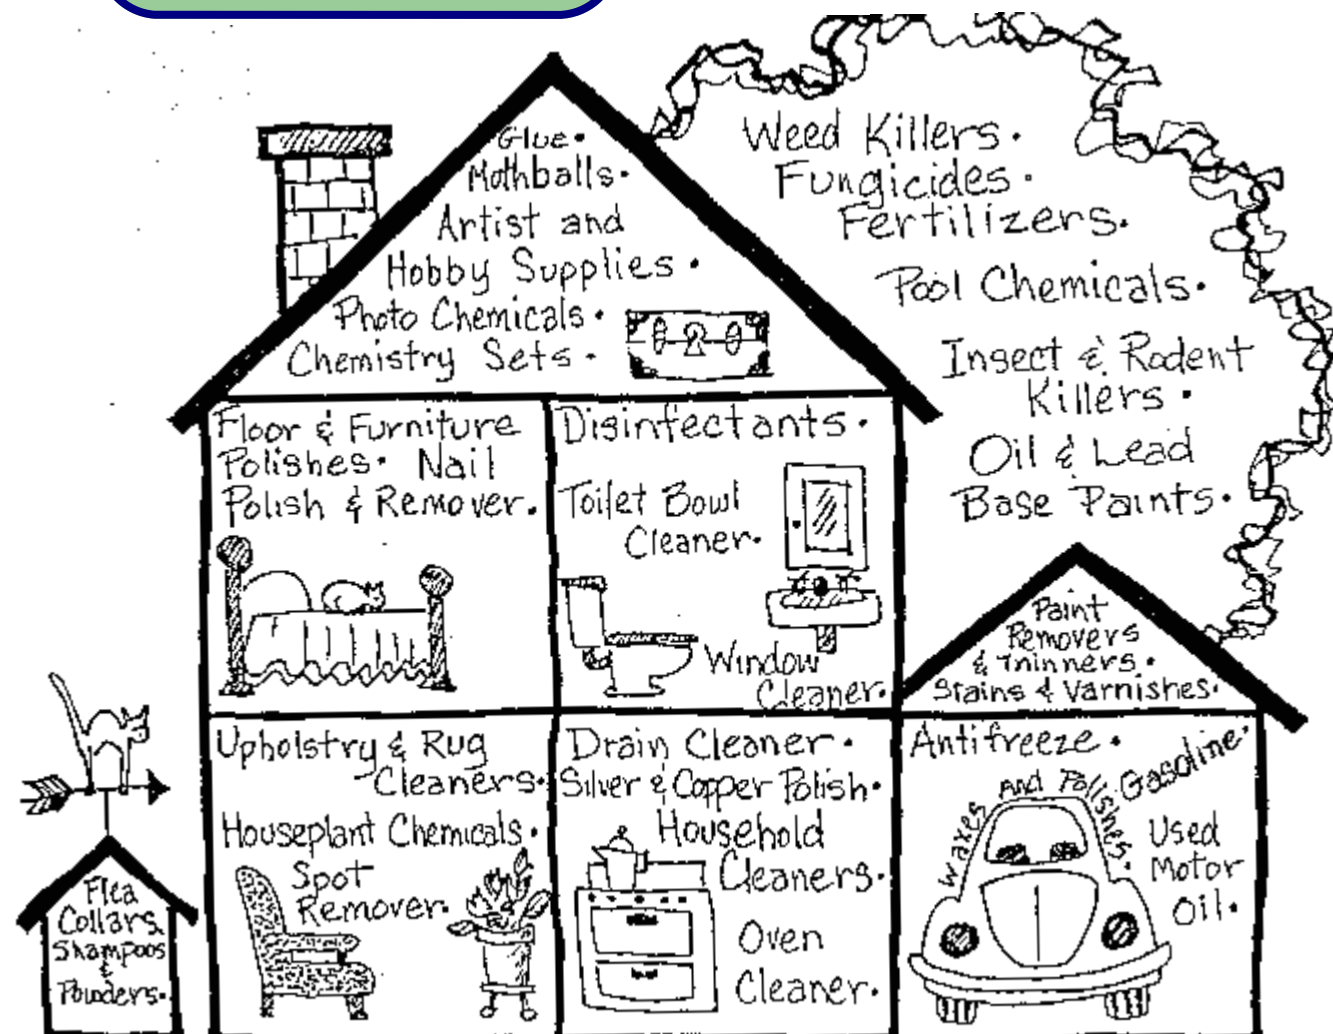 Glue.
Mothballs.
Artist and
Hobby Supplies.
Photo Chemicals.
Chemistry Sets.
Weed Killers.
Fungicides.
Fertilizers.
Pool Chemicals.
Insect & Rodent
Killers.
Oil & Lead
Base Paints.
Floor & Furniture
Polishes. Nail
Polish & Remover.
Disinfectants.
Toilet Bowl
Cleaner.
Window
Cleaner.
Paint
Removers
& Thinners.
Stains & Varnishes.
Upholstry & Rug
Cleaners.
Houseplant Chemicals.
Spot
Remover.
Drain Cleaner.
Silver & Copper Polish.
Household
Cleaners.
Oven
Cleaner.
Antifreeze.
Gasoline.
Waxes And Polishes.
Used
Motor
Oil.
Flea
Collars
Shampoos
&
Powders.